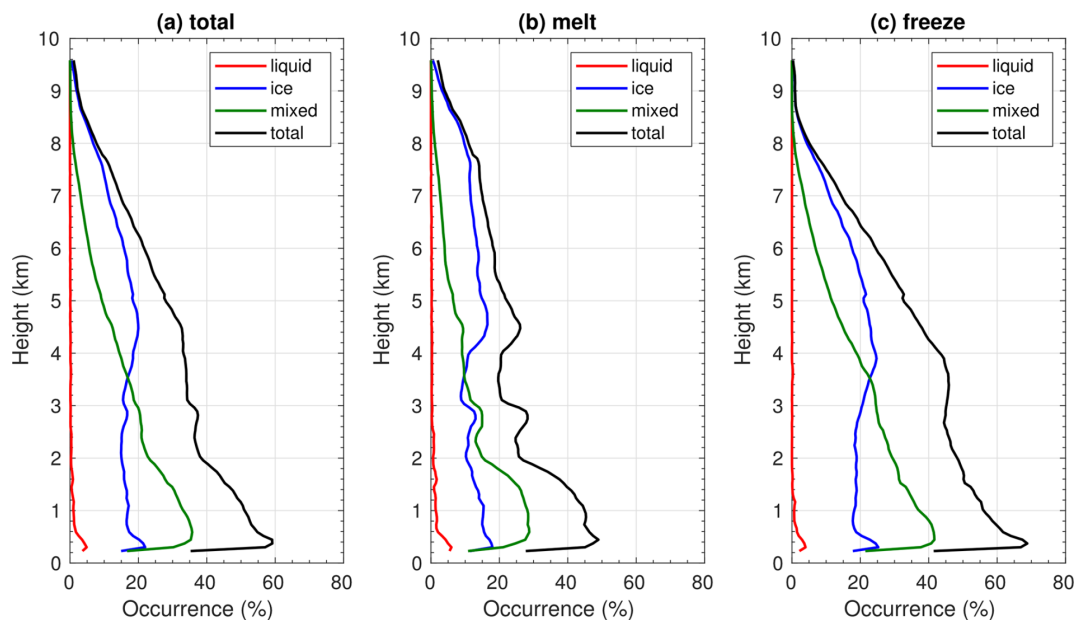 (a) total
(b) melt
(c) freeze
10
9
8
7
6
5
4
3
2
1
0
Height (km)
0
20
40
60
80
Occurrence (%)
liquid
ice
mixed
total
10
9
8
7
6
5
4
3
2
1
0
Height (km)
0
20
40
60
80
Occurrence (%)
liquid
ice
mixed
total
10
9
8
7
6
5
4
3
2
1
0
Height (km)
0
20
40
60
80
Occurrence (%)
liquid
ice
mixed
total